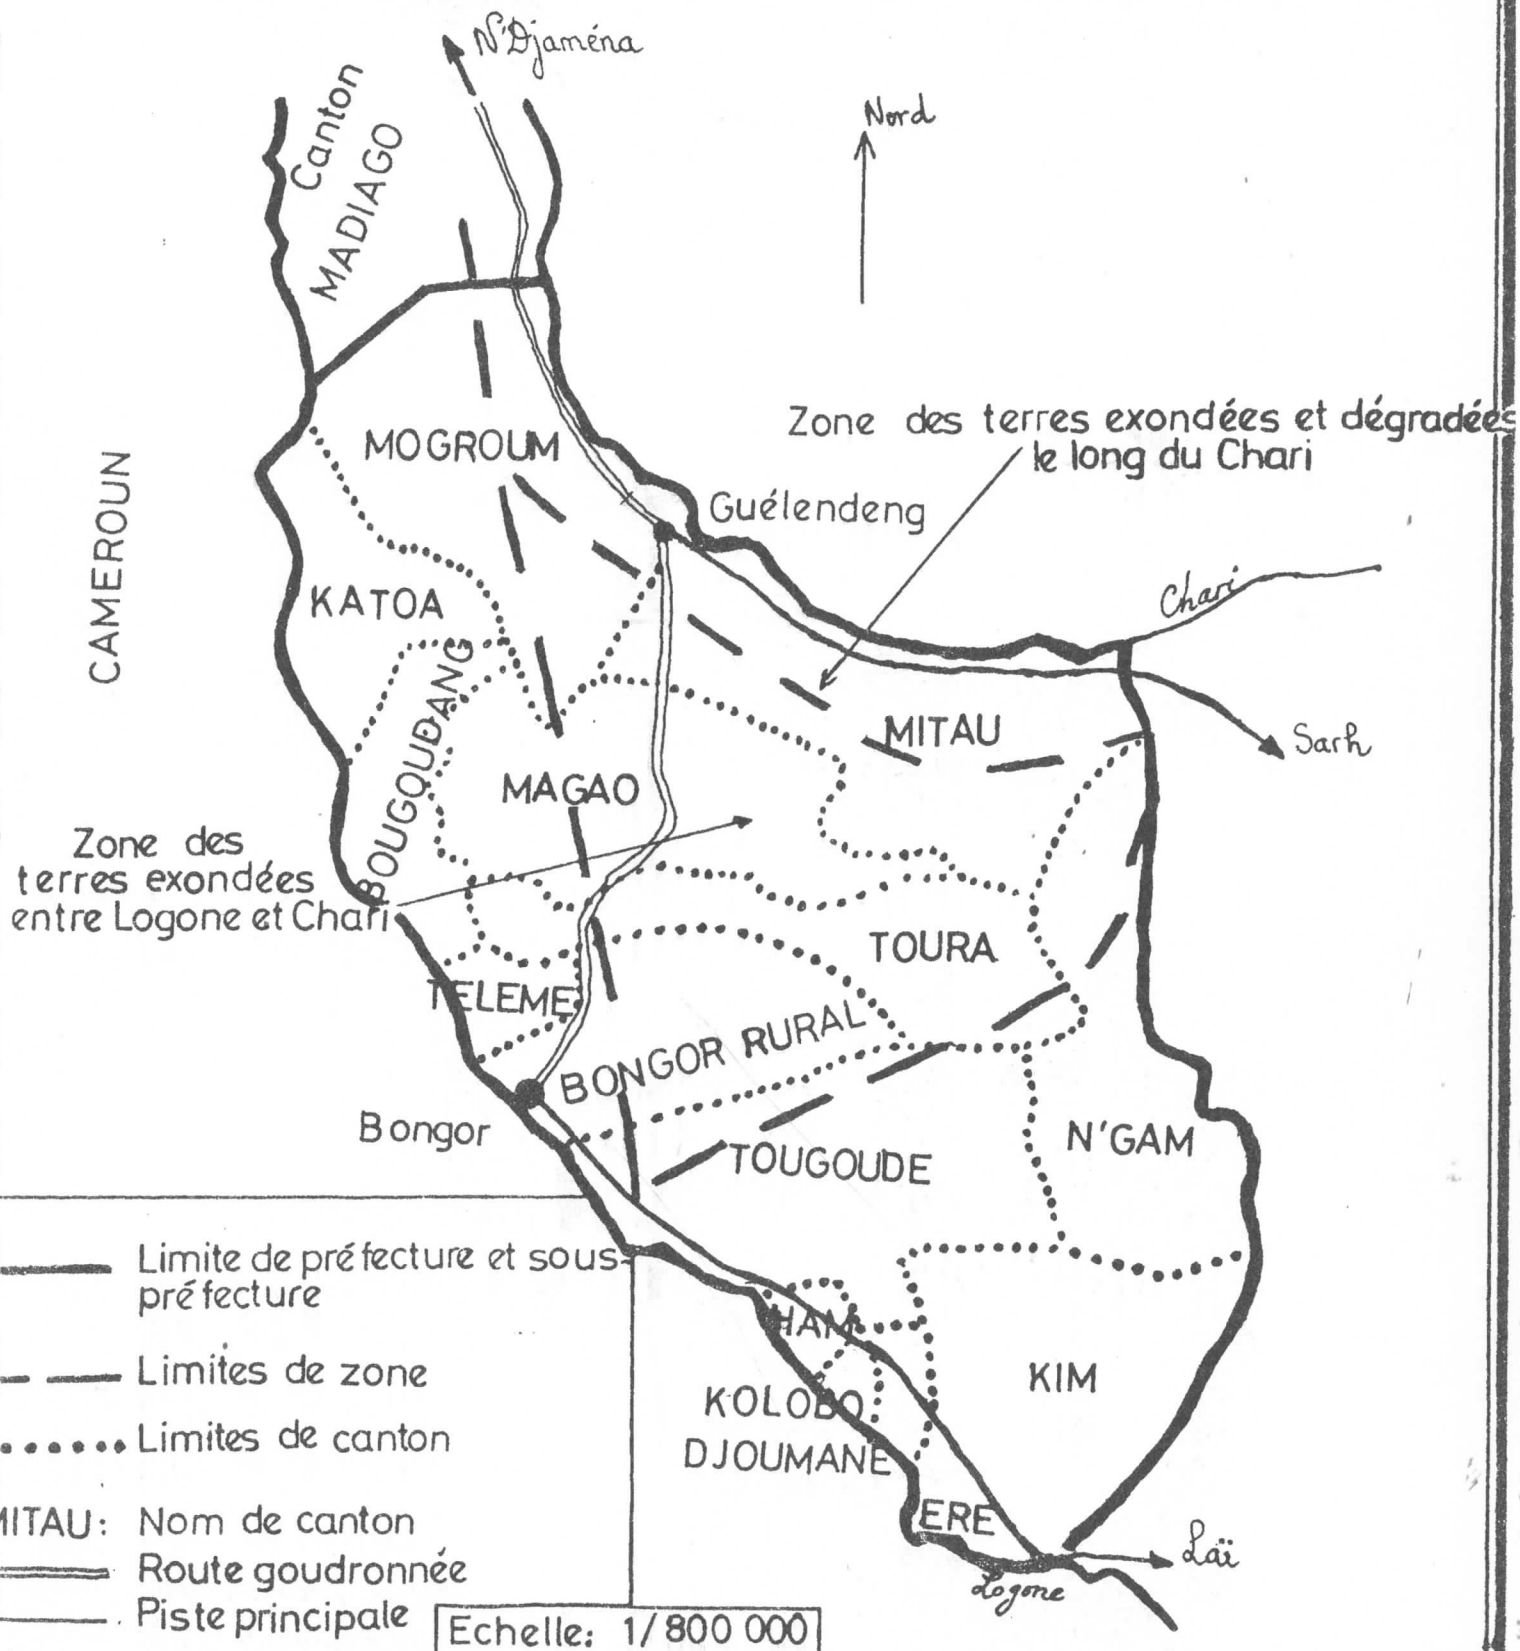 N'Djaména
Canton
MADIAGO
Nord
Zone des terres exondées et dégradées
le long du Chari
MOGROUM
Guélendeng
CAMEROUN
KATOA
Chari
BOUGOUDANG
MITAU
Sarh
MAGAO
Zone des
terres exondées
entre Logone et Chari
TOURA
TELEME
BONGOR RURAL
Bongor
TOUGOUDE
N'GAM
HAM
KIM
KOLOBO
DJOUMANE
ERE
Laï
Logone
Limite de préfecture et sous-
préfecture
Limites de zone
Limites de canton
MITAU: Nom de canton
Route goudronnée
Piste principale
Echelle: 1/800 000